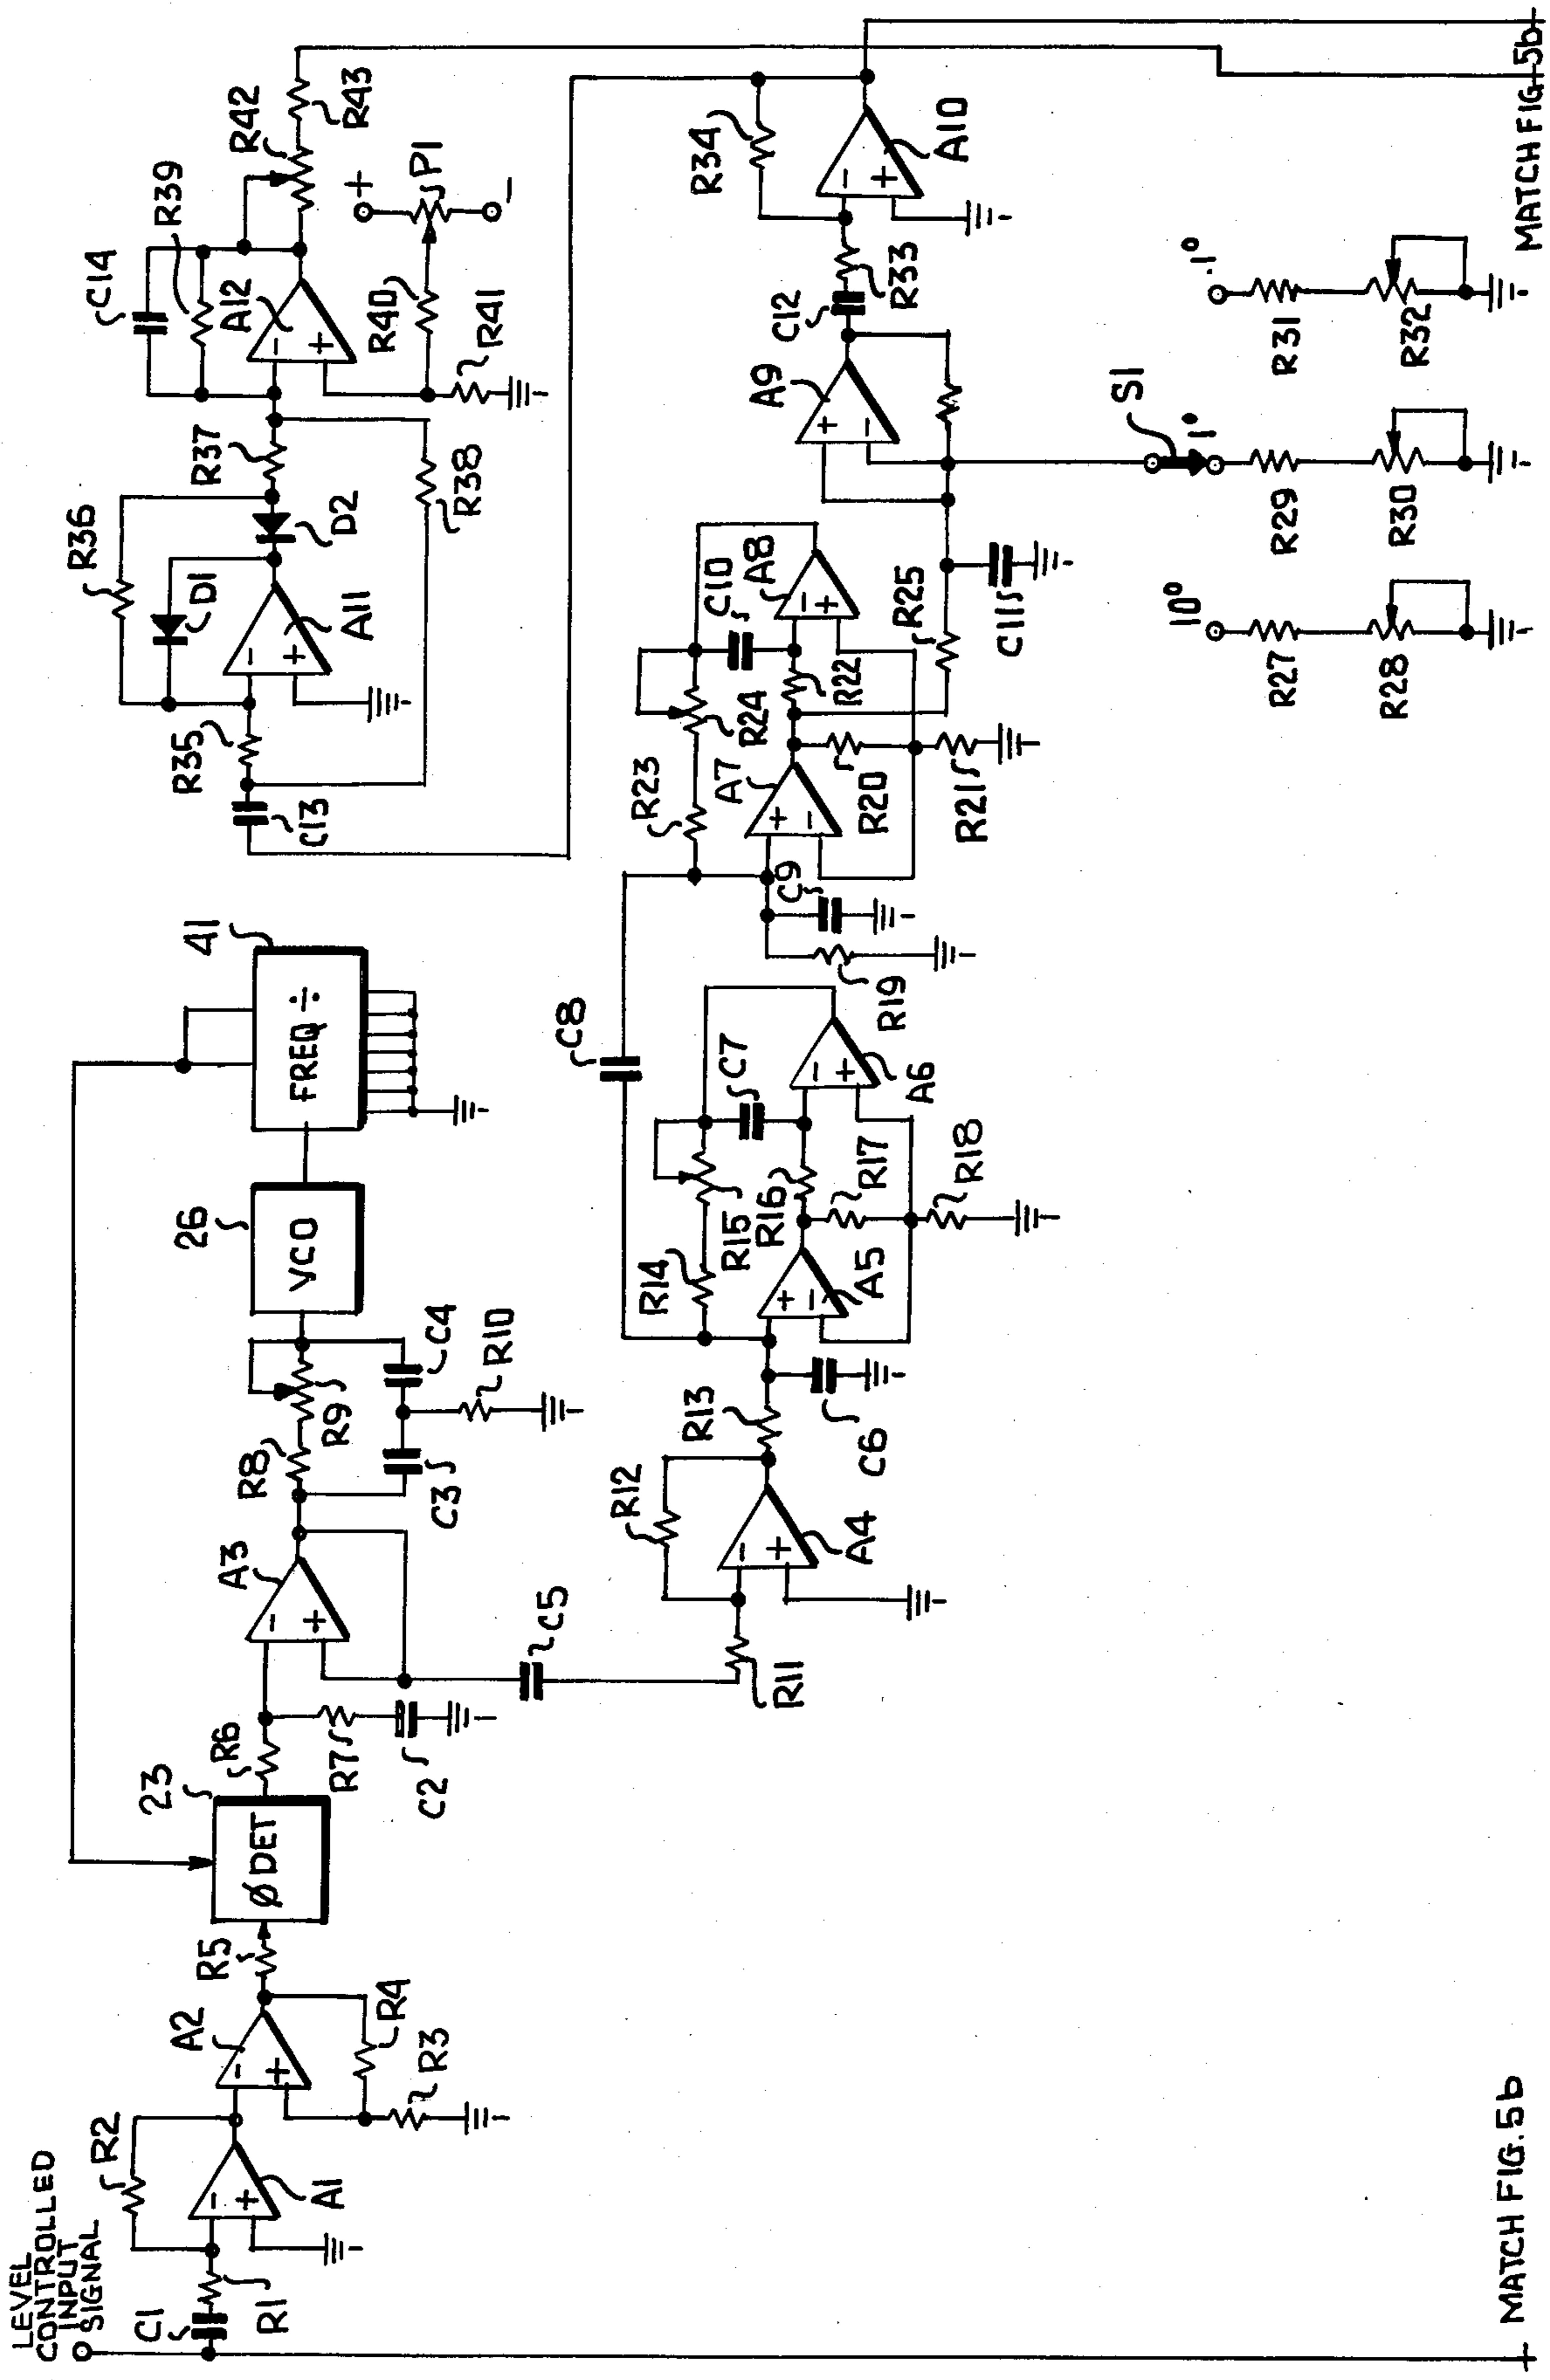 LEVEL
CONTROLLED
INPUT
SIGNAL
C1
R1
R2
A1
A2
R3
R4
R5
23
ØDET
R6
R7
C2
A3
C5
R8
R9
C3
C4
R10
26
VCO
41
FREQ ÷
C13
R35
R36
D1
A11
D2
R37
R38
C14
R39
A12
R40
R41
R42
P1
+
-
R43
R11
R12
A4
R13
C6
R14
R15
R16
A5
R17
R18
C7
A6
C8
R19
C9
R23
A7
R20
R21
R24
R22
C10
A8
R25
C11
A9
C12
R33
R34
A10
S1
10°
R27
R28
1°
R29
R30
.1°
R31
R32
MATCH FIG. 5b
MATCH FIG 5b